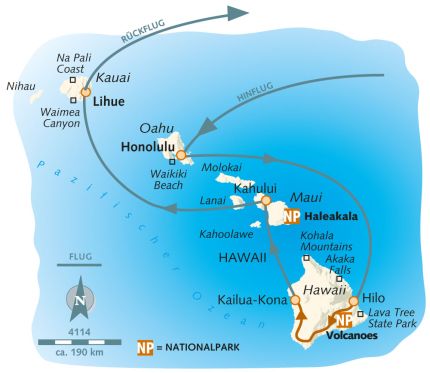 RÜCKFLUG
Na Pali
Coast
Kauai
Nihau
Lihue
Waimea
Canyon
HINFLUG
Oahu
Honolulu
Waikiki
Beach
Molokai
Kahului
Maui
Lanai
NP Haleakala
Kahoolawe
Kohala
Mountains
HAWAII
Akaka
Falls
Hawaii
Kailua-Kona
Hilo
NP
Lava Tree
State Park
Volcanoes
Pazifischer Ozean
FLUG
N
4114
ca. 190 km
NP = NATIONALPARK